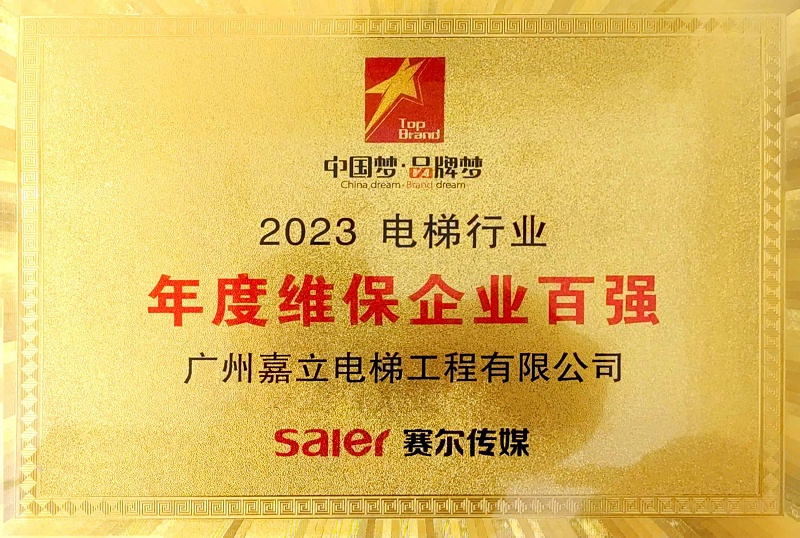 Top
Brand
中国梦·品牌梦
China dream·Brand dream
2023 电梯行业
年度维保企业百强
广州嘉立电梯工程有限公司
saler 赛尔传媒